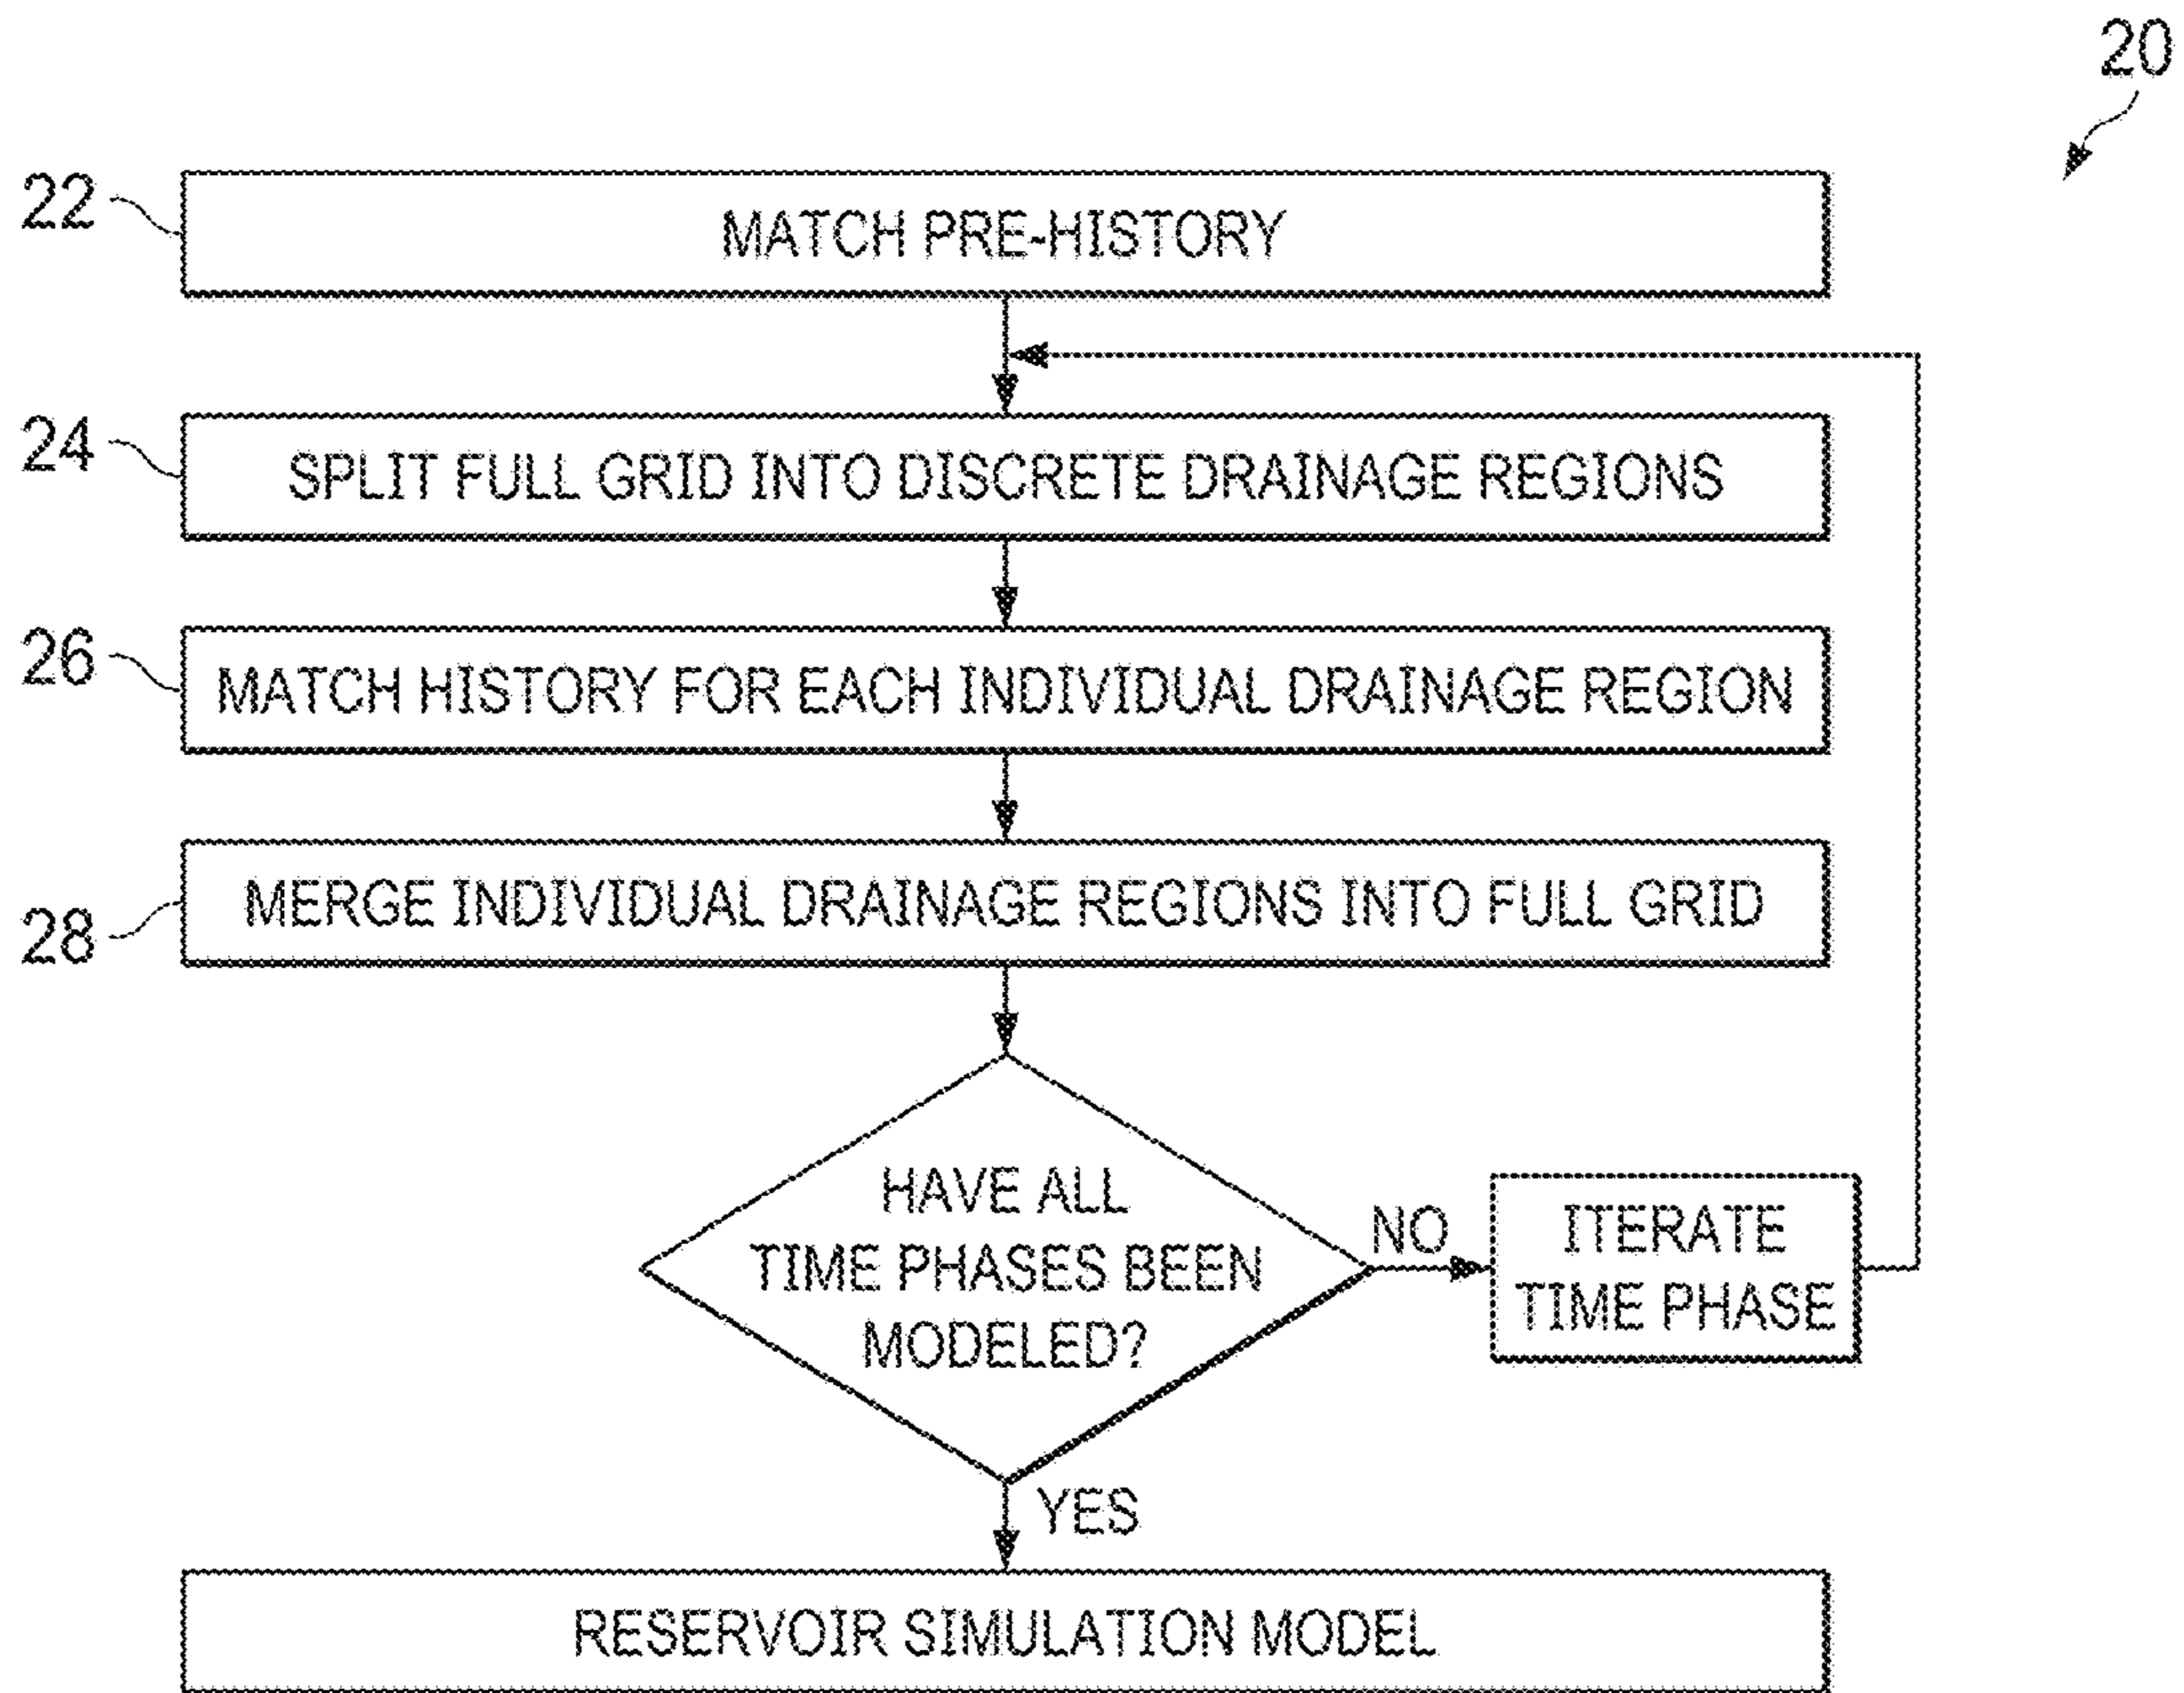 20
22
MATCH PRE-HISTORY
24
SPLIT FULL GRID INTO DISCRETE DRAINAGE REGIONS
26
MATCH HISTORY FOR EACH INDIVIDUAL DRAINAGE REGION
28
MERGE INDIVIDUAL DRAINAGE REGIONS INTO FULL GRID
HAVE ALL
TIME PHASES BEEN
MODELED?
NO
ITERATE
TIME PHASE
YES
RESERVOIR SIMULATION MODEL